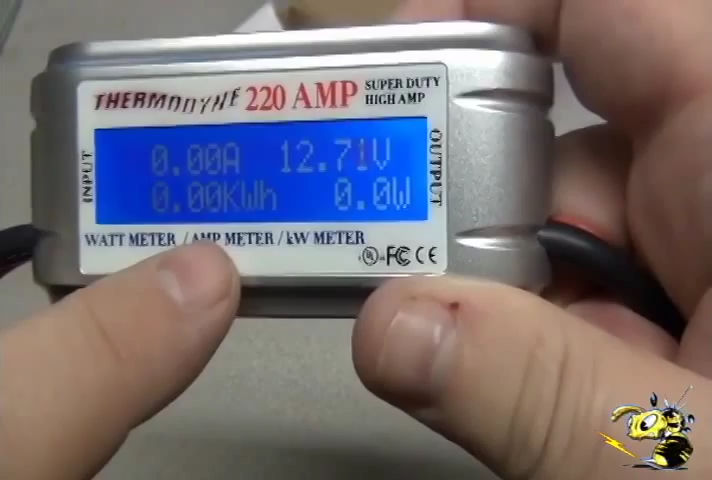 THERMODYNE 220 AMP SUPER DUTY
HIGH AMP
INPUT
0.00A 12.71V
0.00KWh 0.0W
OUTPUT
WATT METER / AMP METER / kW METER
UL FC CE